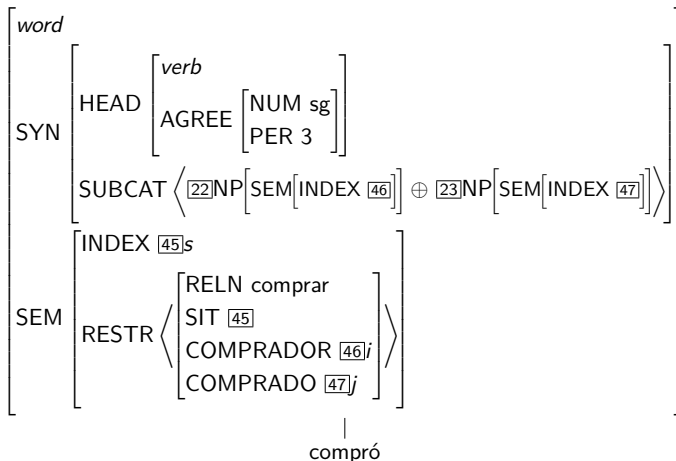 word
SYN [HEAD [verb
AGREE [NUM sg
PER 3]]
SUBCAT ⟨[22]NP[SEM[INDEX [46]]] ⊕ [23]NP[SEM[INDEX [47]]]⟩]
SEM [INDEX [45]s
RESTR ⟨[RELN comprar
SIT [45]
COMPRADOR [46]i
COMPRADO [47]j]⟩]
compró